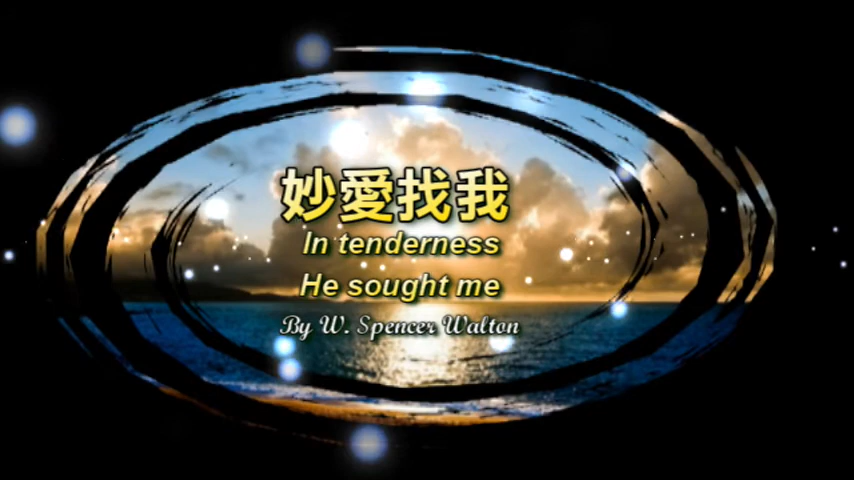 妙愛找我
In tenderness
He sought me
By W. Spencer Walton